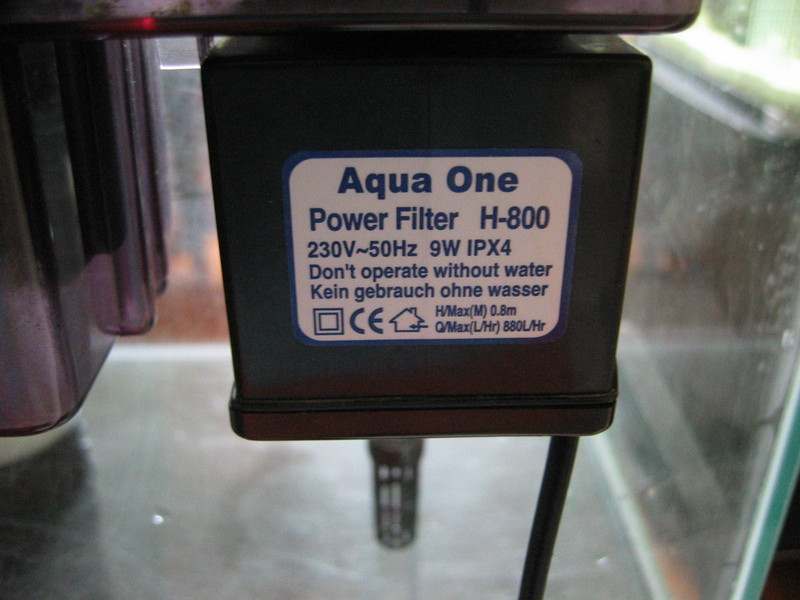 Aqua One
Power Filter H-800
230V~50Hz 9W IPX4
Don't operate without water
Kein gebrauch ohne wasser
CE H/Max(M) 0.8m
Q/Max(L/Hr) 880L/Hr